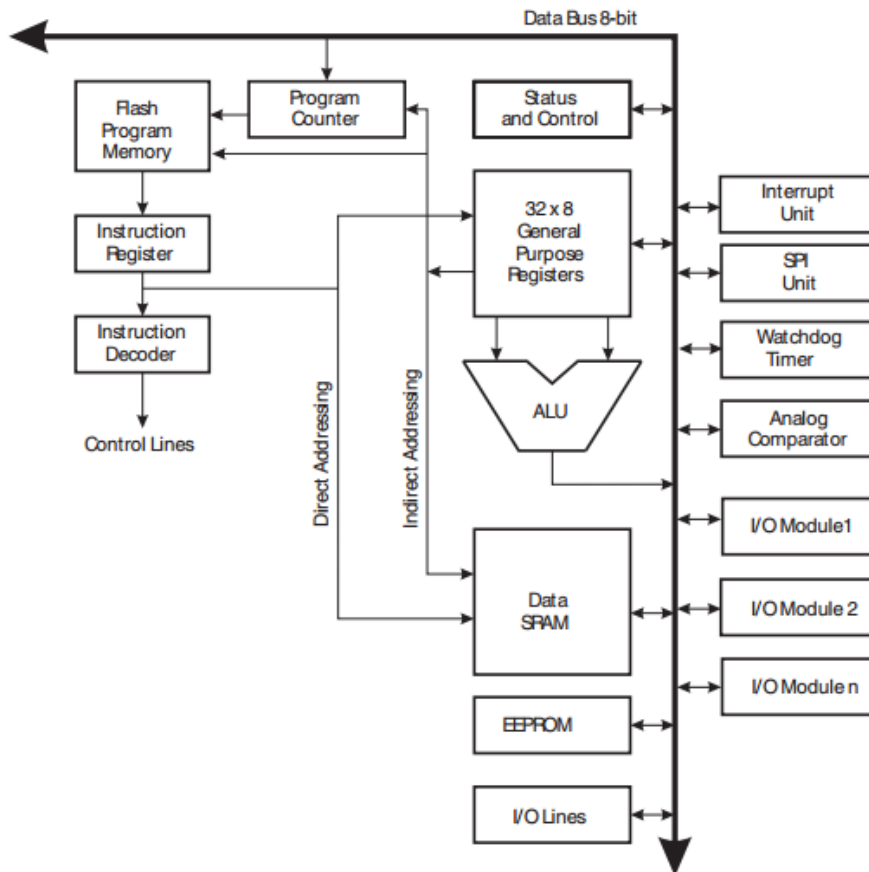 Data Bus 8-bit
Flash
Program
Memory
Program
Counter
Status
and Control
32 x 8
General
Purpose
Registers
Interrupt
Unit
Instruction
Register
SPI
Unit
Instruction
Decoder
Watchdog
Timer
Control Lines
Direct Addressing
Indirect Addressing
ALU
Analog
Comparator
I/O Module1
Data
SRAM
I/O Module 2
I/O Module n
EEPROM
I/O Lines